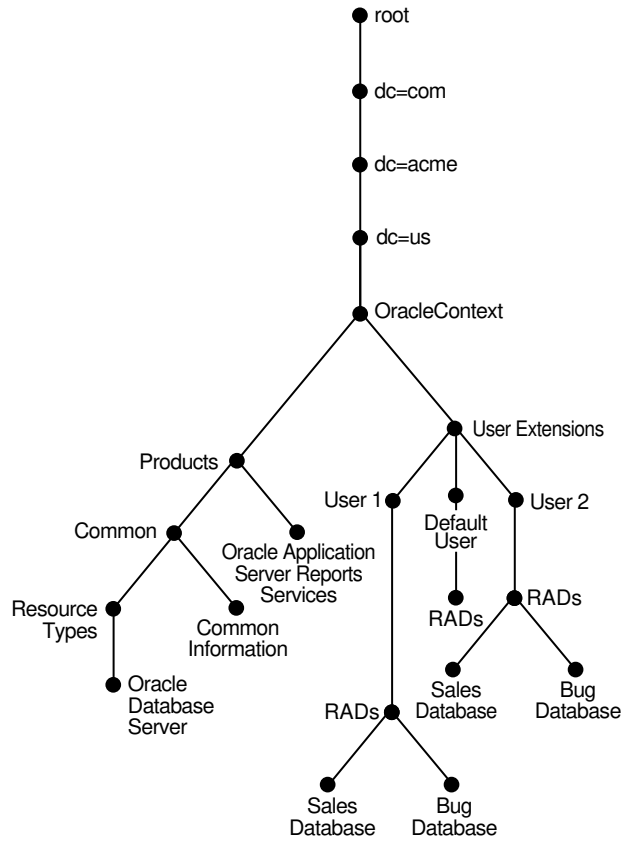 root
dc=com
dc=acme
dc=us
OracleContext
User Extensions
Products
User 1
Default
User
User 2
Common
Oracle Application
Server Reports
Services
RADs
RADs
Resource
Types
Common
Information
Oracle
Database
Server
Sales
Database
Bug
Database
RADs
Sales
Database
Bug
Database